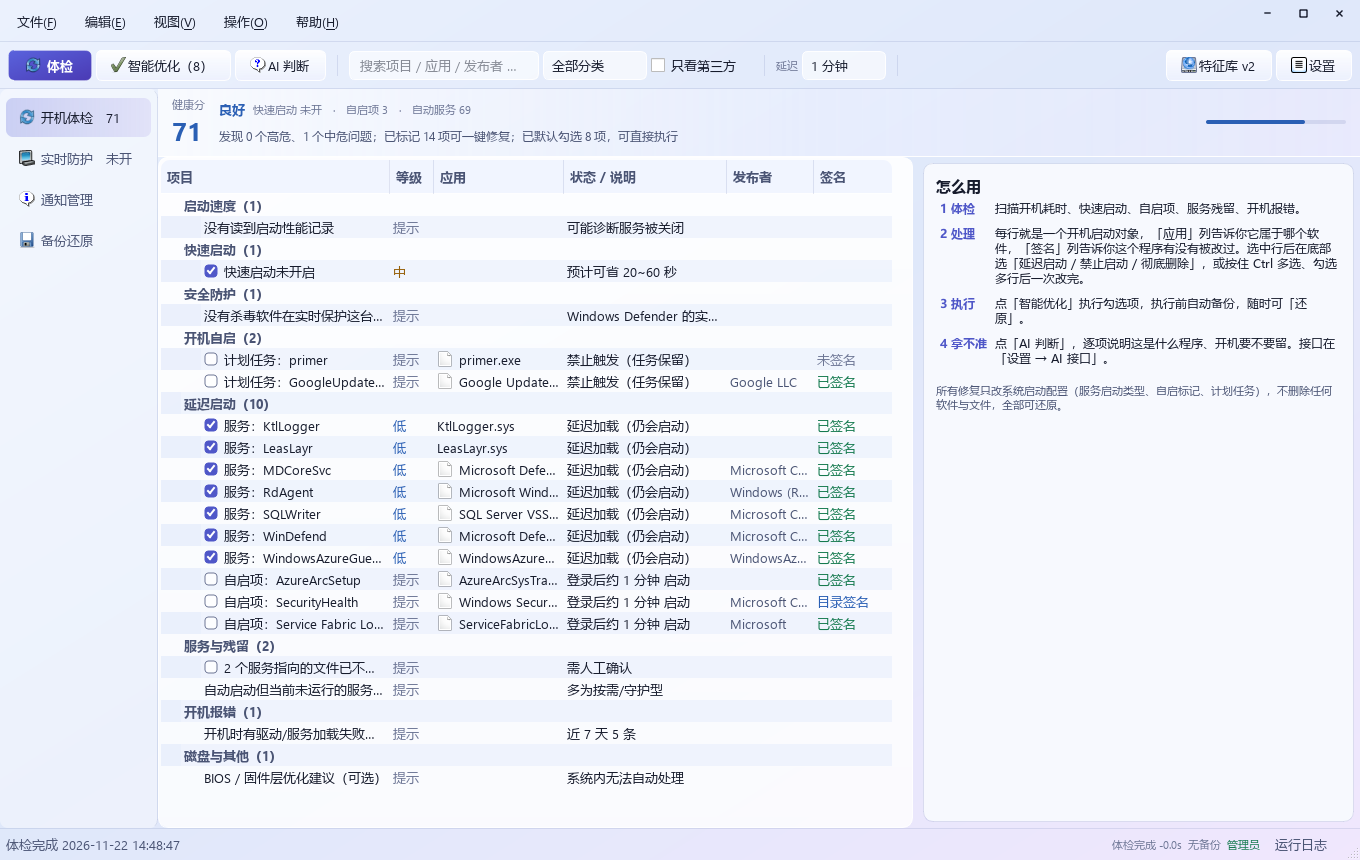 文件(F) 编辑(E) 视图(V) 操作(O) 帮助(H)
体检 智能优化（8） AI 判断 搜索项目 / 应用 / 发布者 ... 全部分类 只看第三方 延迟 1 分钟 特征库 v2 设置
开机体检 71
实时防护 未开
通知管理
备份还原
健康分
71
良好 快速启动 未开 · 自启项 3 · 自动服务 69
发现 0 个高危、1 个中危问题；已标记 14 项可一键修复；已默认勾选 8 项，可直接执行
项目 等级 应用 状态 / 说明 发布者 签名
启动速度（1）
没有读到启动性能记录 提示 可能诊断服务被关闭
快速启动（1）
快速启动未开启 中 预计可省 20~60 秒
安全防护（1）
没有杀毒软件在实时保护这台... 提示 Windows Defender 的实...
开机自启（2）
计划任务：primer 提示 primer.exe 禁止触发（任务保留） 未签名
计划任务：GoogleUpdate... 提示 Google Update... 禁止触发（任务保留） Google LLC 已签名
延迟启动（10）
服务：KtlLogger 低 KtlLogger.sys 延迟加载（仍会启动） 已签名
服务：LeasLayr 低 LeasLayr.sys 延迟加载（仍会启动） 已签名
服务：MDCoreSvc 低 Microsoft Defe... 延迟加载（仍会启动） Microsoft C... 已签名
服务：RdAgent 低 Microsoft Wind... 延迟加载（仍会启动） Windows (R... 已签名
服务：SQLWriter 低 SQL Server VSS... 延迟加载（仍会启动） Microsoft C... 已签名
服务：WinDefend 低 Microsoft Defe... 延迟加载（仍会启动） Microsoft C... 已签名
服务：WindowsAzureGue... 低 WindowsAzure... 延迟加载（仍会启动） WindowsAz... 已签名
自启项：AzureArcSetup 提示 AzureArcSysTra... 登录后约 1 分钟 启动 已签名
自启项：SecurityHealth 提示 Windows Secur... 登录后约 1 分钟 启动 Microsoft C... 目录签名
自启项：Service Fabric Lo... 提示 ServiceFabricLo... 登录后约 1 分钟 启动 Microsoft 已签名
服务与残留（2）
2 个服务指向的文件已不... 提示 需人工确认
自动启动但当前未运行的服务... 提示 多为按需/守护型
开机报错（1）
开机时有驱动/服务加载失败... 提示 近 7 天 5 条
磁盘与其他（1）
BIOS / 固件层优化建议（可选） 提示 系统内无法自动处理
怎么用
1 体检 扫描开机耗时、快速启动、自启项、服务残留、开机报错。
2 处理 每行就是一个开机启动对象，「应用」列告诉你它属于哪个软
件，「签名」列告诉你这个程序有没有被改过。选中行后在底部
选「延迟启动 / 禁止启动 / 彻底删除」，或按住 Ctrl 多选、勾选
多行后一次改完。
3 执行 点「智能优化」执行勾选项，执行前自动备份，随时可「还
原」。
4 拿不准 点「AI 判断」，逐项说明这是什么程序、开机要不要留。接口在
「设置 → AI 接口」。
所有修复只改系统启动配置（服务启动类型、自启标记、计划任务），不删除任何
软件与文件，全部可还原。
体检完成 2026-11-22 14:48:47 体检完成 -0.0s 无备份 管理员 运行日志